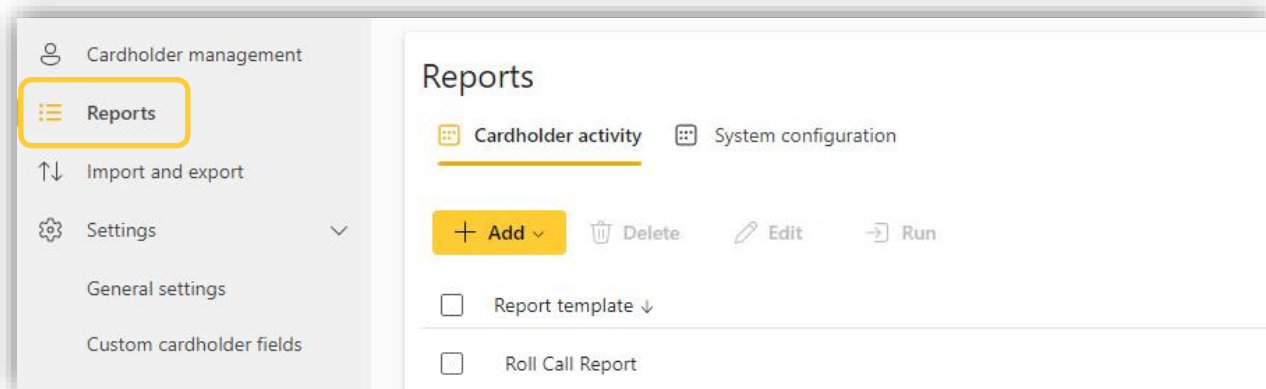 Cardholder management
Reports
Import and export
Settings
General settings
Custom cardholder fields
Reports
Cardholder activity System configuration
Add Delete Edit Run
Report template
Roll Call Report